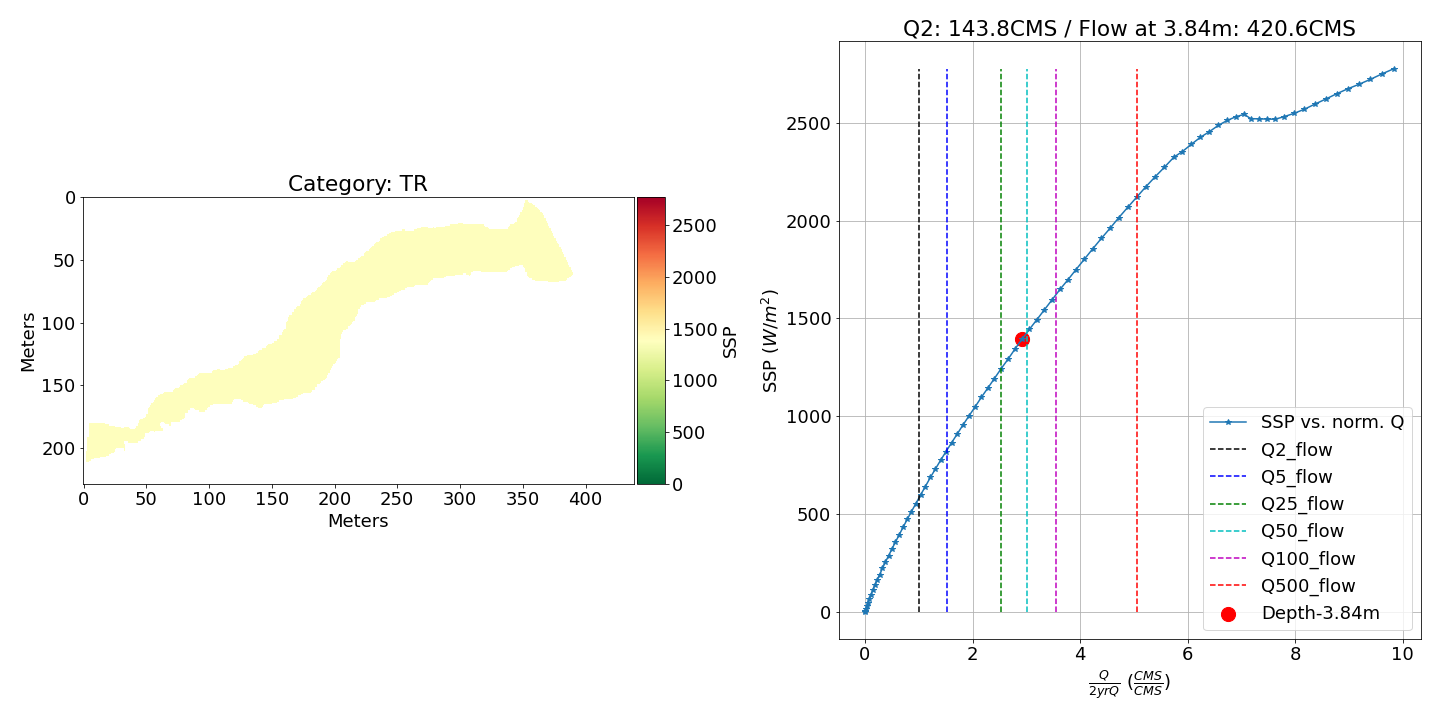 Category: TR
0
50
100
150
200
Meters
0 50 100 150 200 250 300 350 400
Meters
2500
2000
1500
1000
500
0
SSP
Q2: 143.8CMS / Flow at 3.84m: 420.6CMS
2500
2000
1500
1000
500
0
SSP (W/m²)
0 2 4 6 8 10
Q/2yrQ (CMS/CMS)
SSP vs. norm. Q
Q2_flow
Q5_flow
Q25_flow
Q50_flow
Q100_flow
Q500_flow
Depth-3.84m